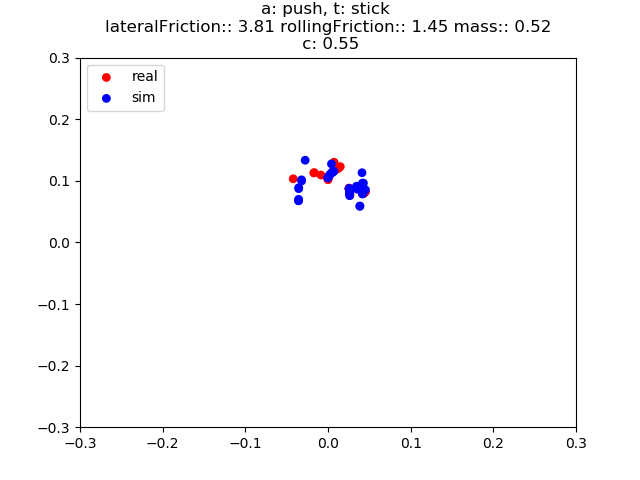 a: push, t: stick
lateralFriction:: 3.81 rollingFriction:: 1.45 mass:: 0.52
c: 0.55
real
sim
0.3
0.2
0.1
0.0
−0.1
−0.2
−0.3
−0.3 −0.2 −0.1 0.0 0.1 0.2 0.3